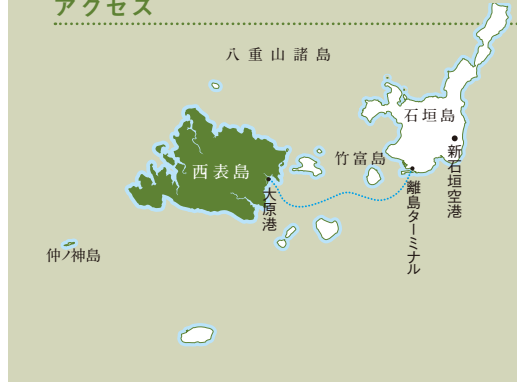 アクセス
八重山諸島
石垣島
新石垣空港
竹富島
離島ターミナル
西表島
大原港
仲ノ神島